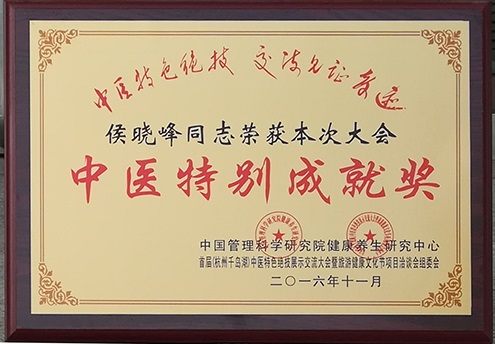 中医特色绝技 交流见证奇迹
侯晓峰同志荣获本次大会
中医特别成就奖
中国管理科学研究院健康养生研究中心
首届(杭州千岛湖)中医特色绝技展示交流大会暨旅游健康文化节项目洽谈会组委会
二〇一六年十一月